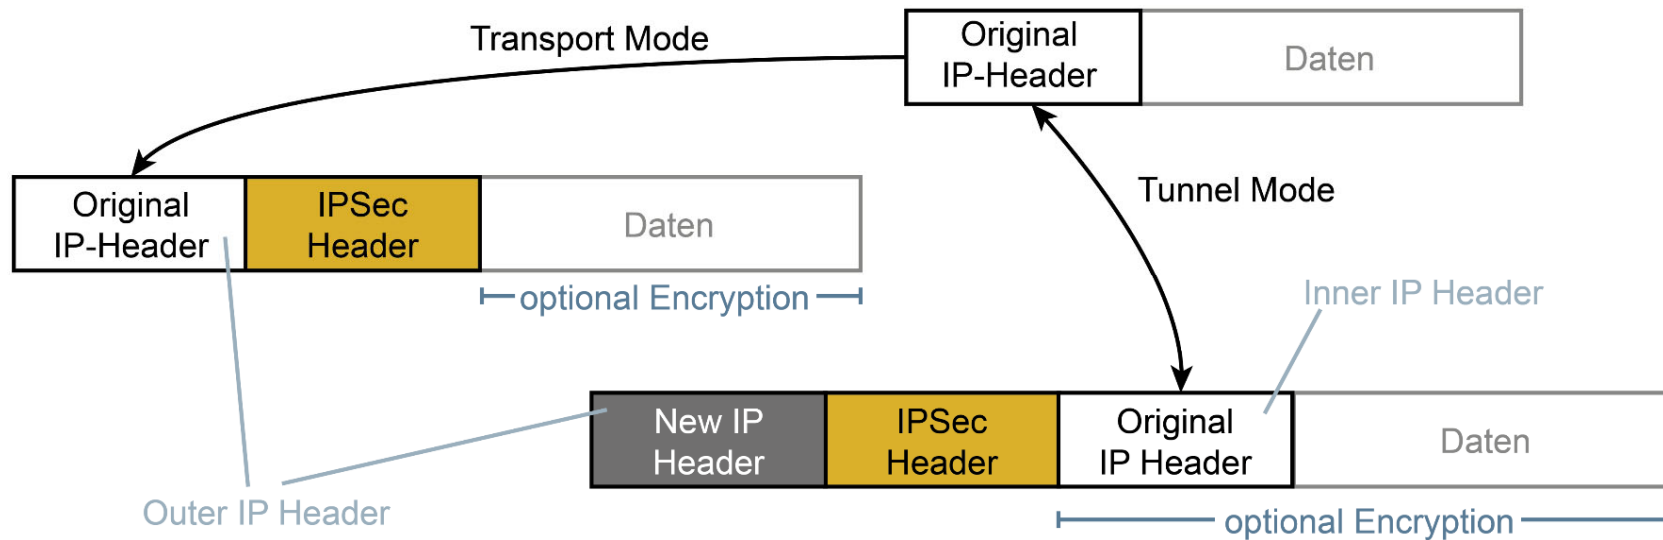 Transport Mode
Original
IP-Header
Daten
Original
IP-Header
IPSec
Header
Daten
Tunnel Mode
optional Encryption
Inner IP Header
New IP
Header
IPSec
Header
Original
IP Header
Daten
Outer IP Header
optional Encryption